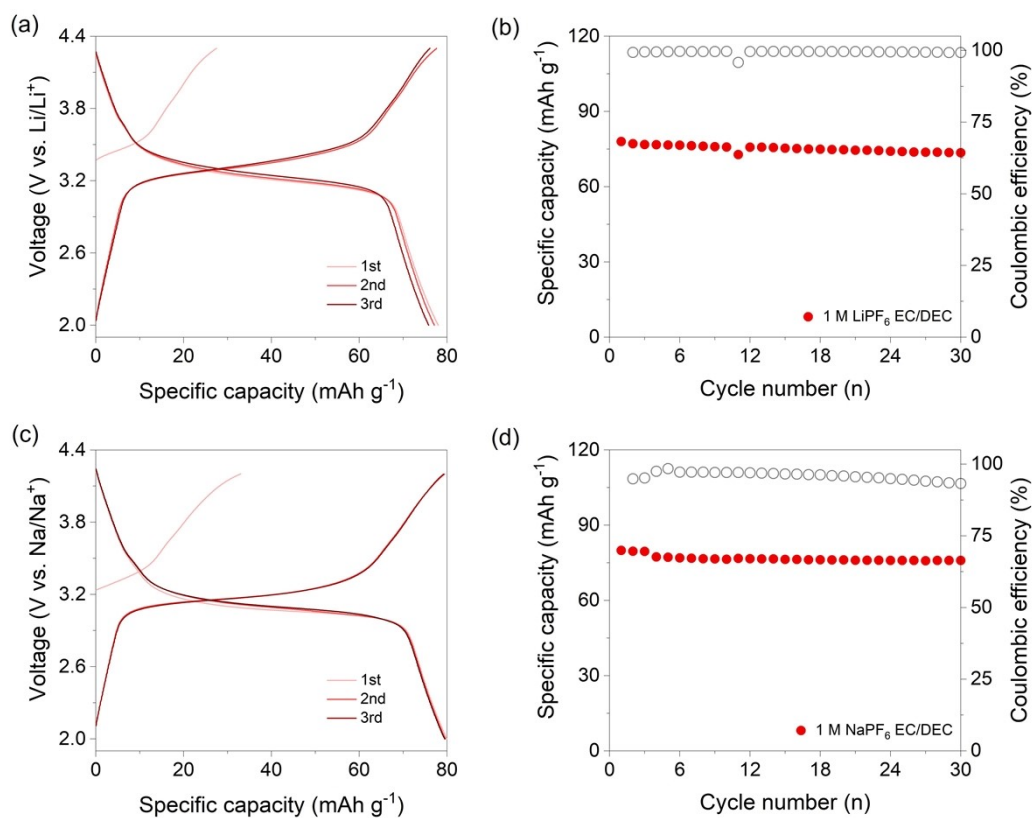 (a)
4.4
3.8
3.2
2.6
2.0
Voltage (V vs. Li/Li⁺)
1st
2nd
3rd
0 20 40 60 80
Specific capacity (mAh g⁻¹)
(b)
120
90
60
30
0
Specific capacity (mAh g⁻¹)
100
75
50
25
0
Coulombic efficiency (%)
1 M LiPF₆ EC/DEC
0 6 12 18 24 30
Cycle number (n)
(c)
4.4
3.8
3.2
2.6
2.0
Voltage (V vs. Na/Na⁺)
1st
2nd
3rd
0 20 40 60 80
Specific capacity (mAh g⁻¹)
(d)
120
90
60
30
0
Specific capacity (mAh g⁻¹)
100
75
50
25
0
Coulombic efficiency (%)
1 M NaPF₆ EC/DEC
0 6 12 18 24 30
Cycle number (n)